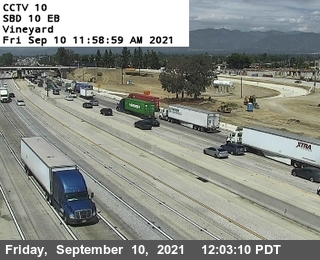 CCTV 10
SBD 10 EB
Vineyard
Fri Sep 10 11:58:59 AM 2021
XTRA
Friday, September 10, 2021 12:03:10 PDT